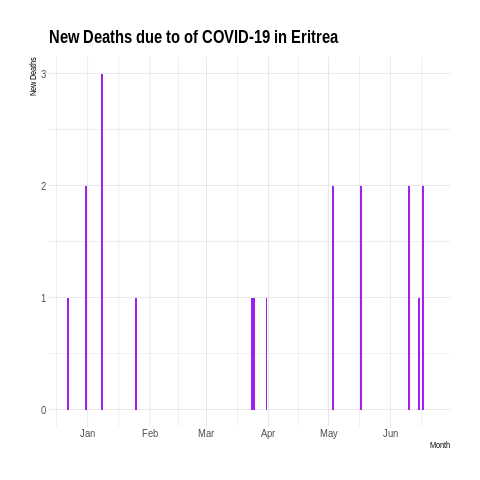 New Deaths due to of COVID-19 in Eritrea
New Deaths
3
2
1
0
Jan Feb Mar Apr May Jun
Month